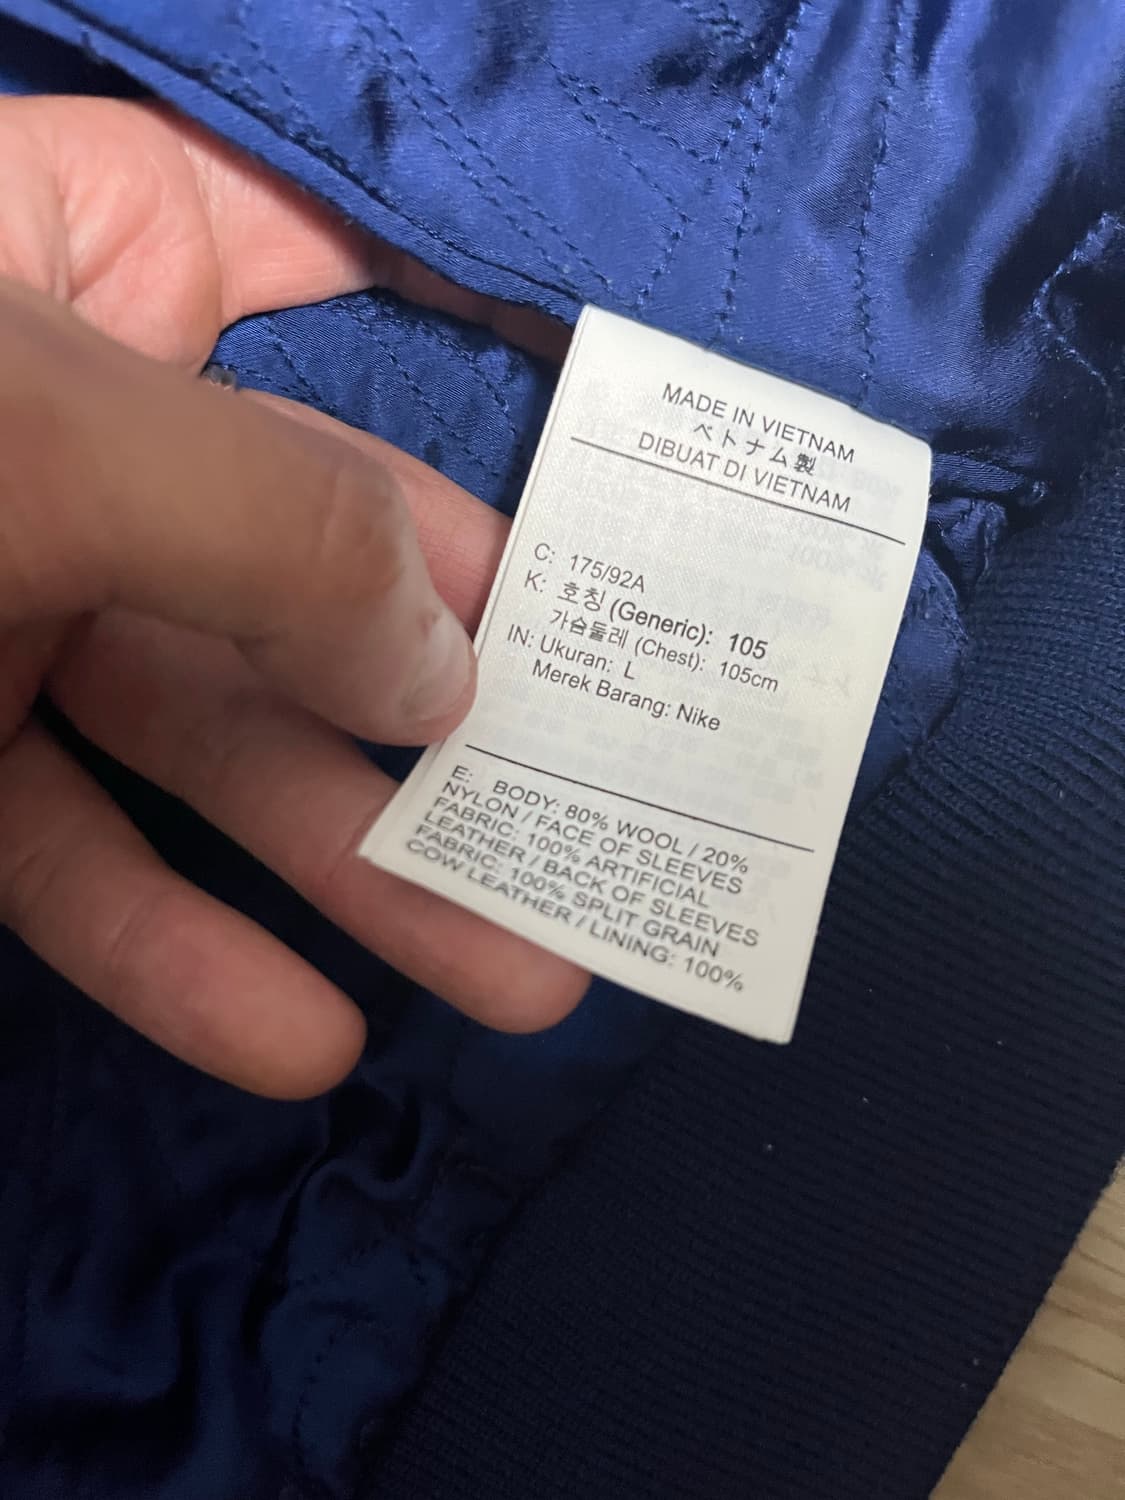 MADE IN VIETNAM
ベトナム製
DIBUAT DI VIETNAM
C: 175/92A
K: 호칭 (Generic): 105
가슴둘레 (Chest): 105cm
IN: Ukuran: L
Merek Barang: Nike
E: BODY: 80% WOOL / 20%
NYLON / FACE OF SLEEVES
FABRIC: 100% ARTIFICIAL
LEATHER / BACK OF SLEEVES
FABRIC: 100% SPLIT GRAIN
COW LEATHER / LINING: 100%